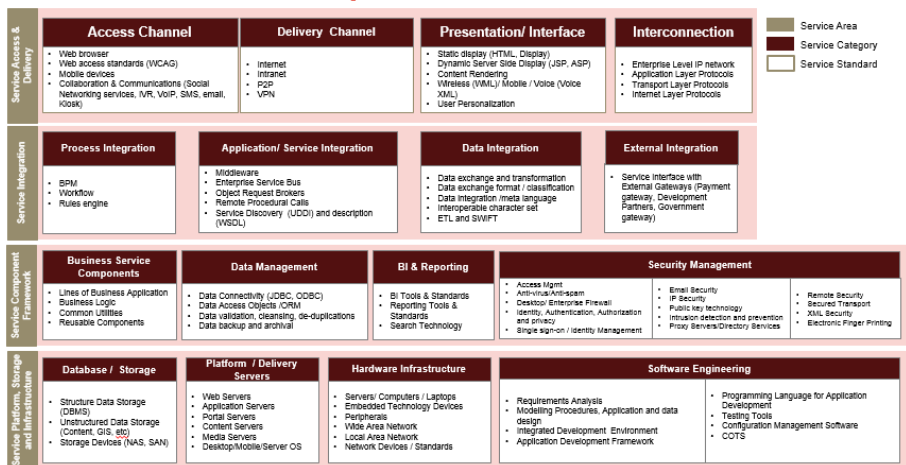 Service Access &
Delivery
Access Channel
• Web browser
• Web access standards (WCAG)
• Mobile devices
• Collaboration & Communications (Social
Networking services, IVR, VoIP, SMS, email,
Kiosk)
Delivery Channel
• Internet
• Intranet
• P2P
• VPN
Presentation/ Interface
• Static display (HTML, Display)
• Dynamic Server Side Display (JSP, ASP)
• Content Rendering
• Wireless (WML)/ Mobile / Voice (Voice
XML)
• User Personalization
Interconnection
• Enterprise Level IP network
• Application Layer Protocols
• Transport Layer Protocols
• Internet Layer Protocols
Service Area
Service Category
Service Standard
Service Integration
Process Integration
• BPM
• Workflow
• Rules engine
Application/ Service Integration
• Middleware
• Enterprise Service Bus
• Object Request Brokers
• Remote Procedural Calls
• Service Discovery (UDDI) and description
(WSDL)
Data Integration
• Data exchange and transformation
• Data exchange format / classification
• Data integration /meta language
• Interoperable character set
• ETL and SWIFT
External Integration
• Service Interface with
External Gateways (Payment
gateway, Development
Partners, Government
gateway)
Service Component
Framework
Business Service
Components
• Lines of Business Application
• Business Logic
• Common Utilities
• Reusable Components
Data Management
• Data Connectivity (JDBC, ODBC)
• Data Access Objects /ORM
• Data validation, cleansing, de-duplications
• Data backup and archival
BI & Reporting
• BI Tools & Standards
• Reporting Tools &
Standards
• Search Technology
Security Management
• Access Mgmt
• Anti-virus/Anti-spam
• Desktop/ Enterprise Firewall
• Identity, Authentication, Authorization
and privacy
• Single sign-on / Identity Management
• Email Security
• IP Security
• Public key technology
• Intrusion detection and prevention
• Proxy Servers/Directory Services
• Remote Security
• Secured Transport
• XML Security
• Electronic Finger Printing
Service Platform, Storage
and Infrastructure
Database / Storage
• Structure Data Storage
(DBMS)
• Unstructured Data Storage
(Content, GIS, etc)
• Storage Devices (NAS, SAN)
Platform / Delivery
Servers
• Web Servers
• Application Servers
• Portal Servers
• Content Servers
• Media Servers
• Desktop/Mobile/Server OS
Hardware Infrastructure
• Servers/ Computers / Laptops
• Embedded Technology Devices
• Peripherals
• Wide Area Network
• Local Area Network
• Network Devices / Standards
Software Engineering
• Requirements Analysis
• Modelling Procedures, Application and data
design
• Integrated Development Environment
• Application Development Framework
• Programming Language for Application
Development
• Testing Tools
• Configuration Management Software
• COTS